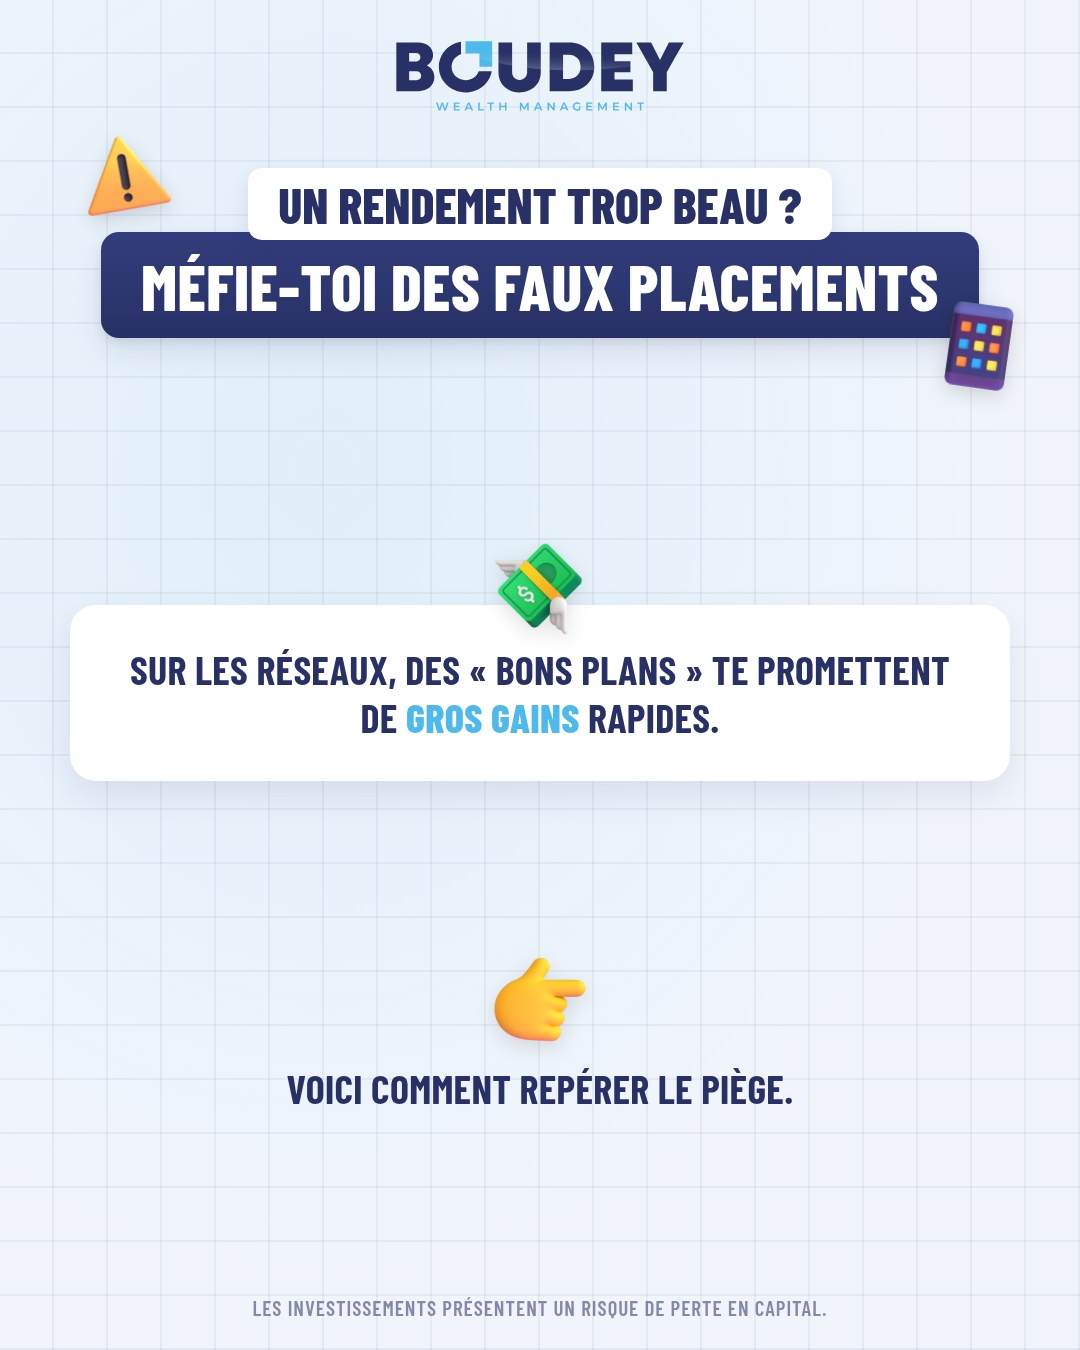 BOUDEY
WEALTH MANAGEMENT
UN RENDEMENT TROP BEAU ?
MÉFIE-TOI DES FAUX PLACEMENTS
SUR LES RÉSEAUX, DES « BONS PLANS » TE PROMETTENT
DE GROS GAINS RAPIDES.
VOICI COMMENT REPÉRER LE PIÈGE.
LES INVESTISSEMENTS PRÉSENTENT UN RISQUE DE PERTE EN CAPITAL.